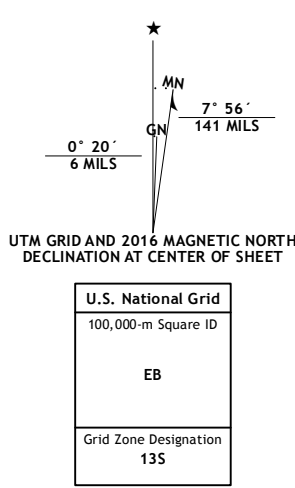 MN
GN
7° 56´
141 MILS
0° 20´
6 MILS
UTM GRID AND 2016 MAGNETIC NORTH
DECLINATION AT CENTER OF SHEET
U.S. National Grid
100,000-m Square ID
EB
Grid Zone Designation
13S